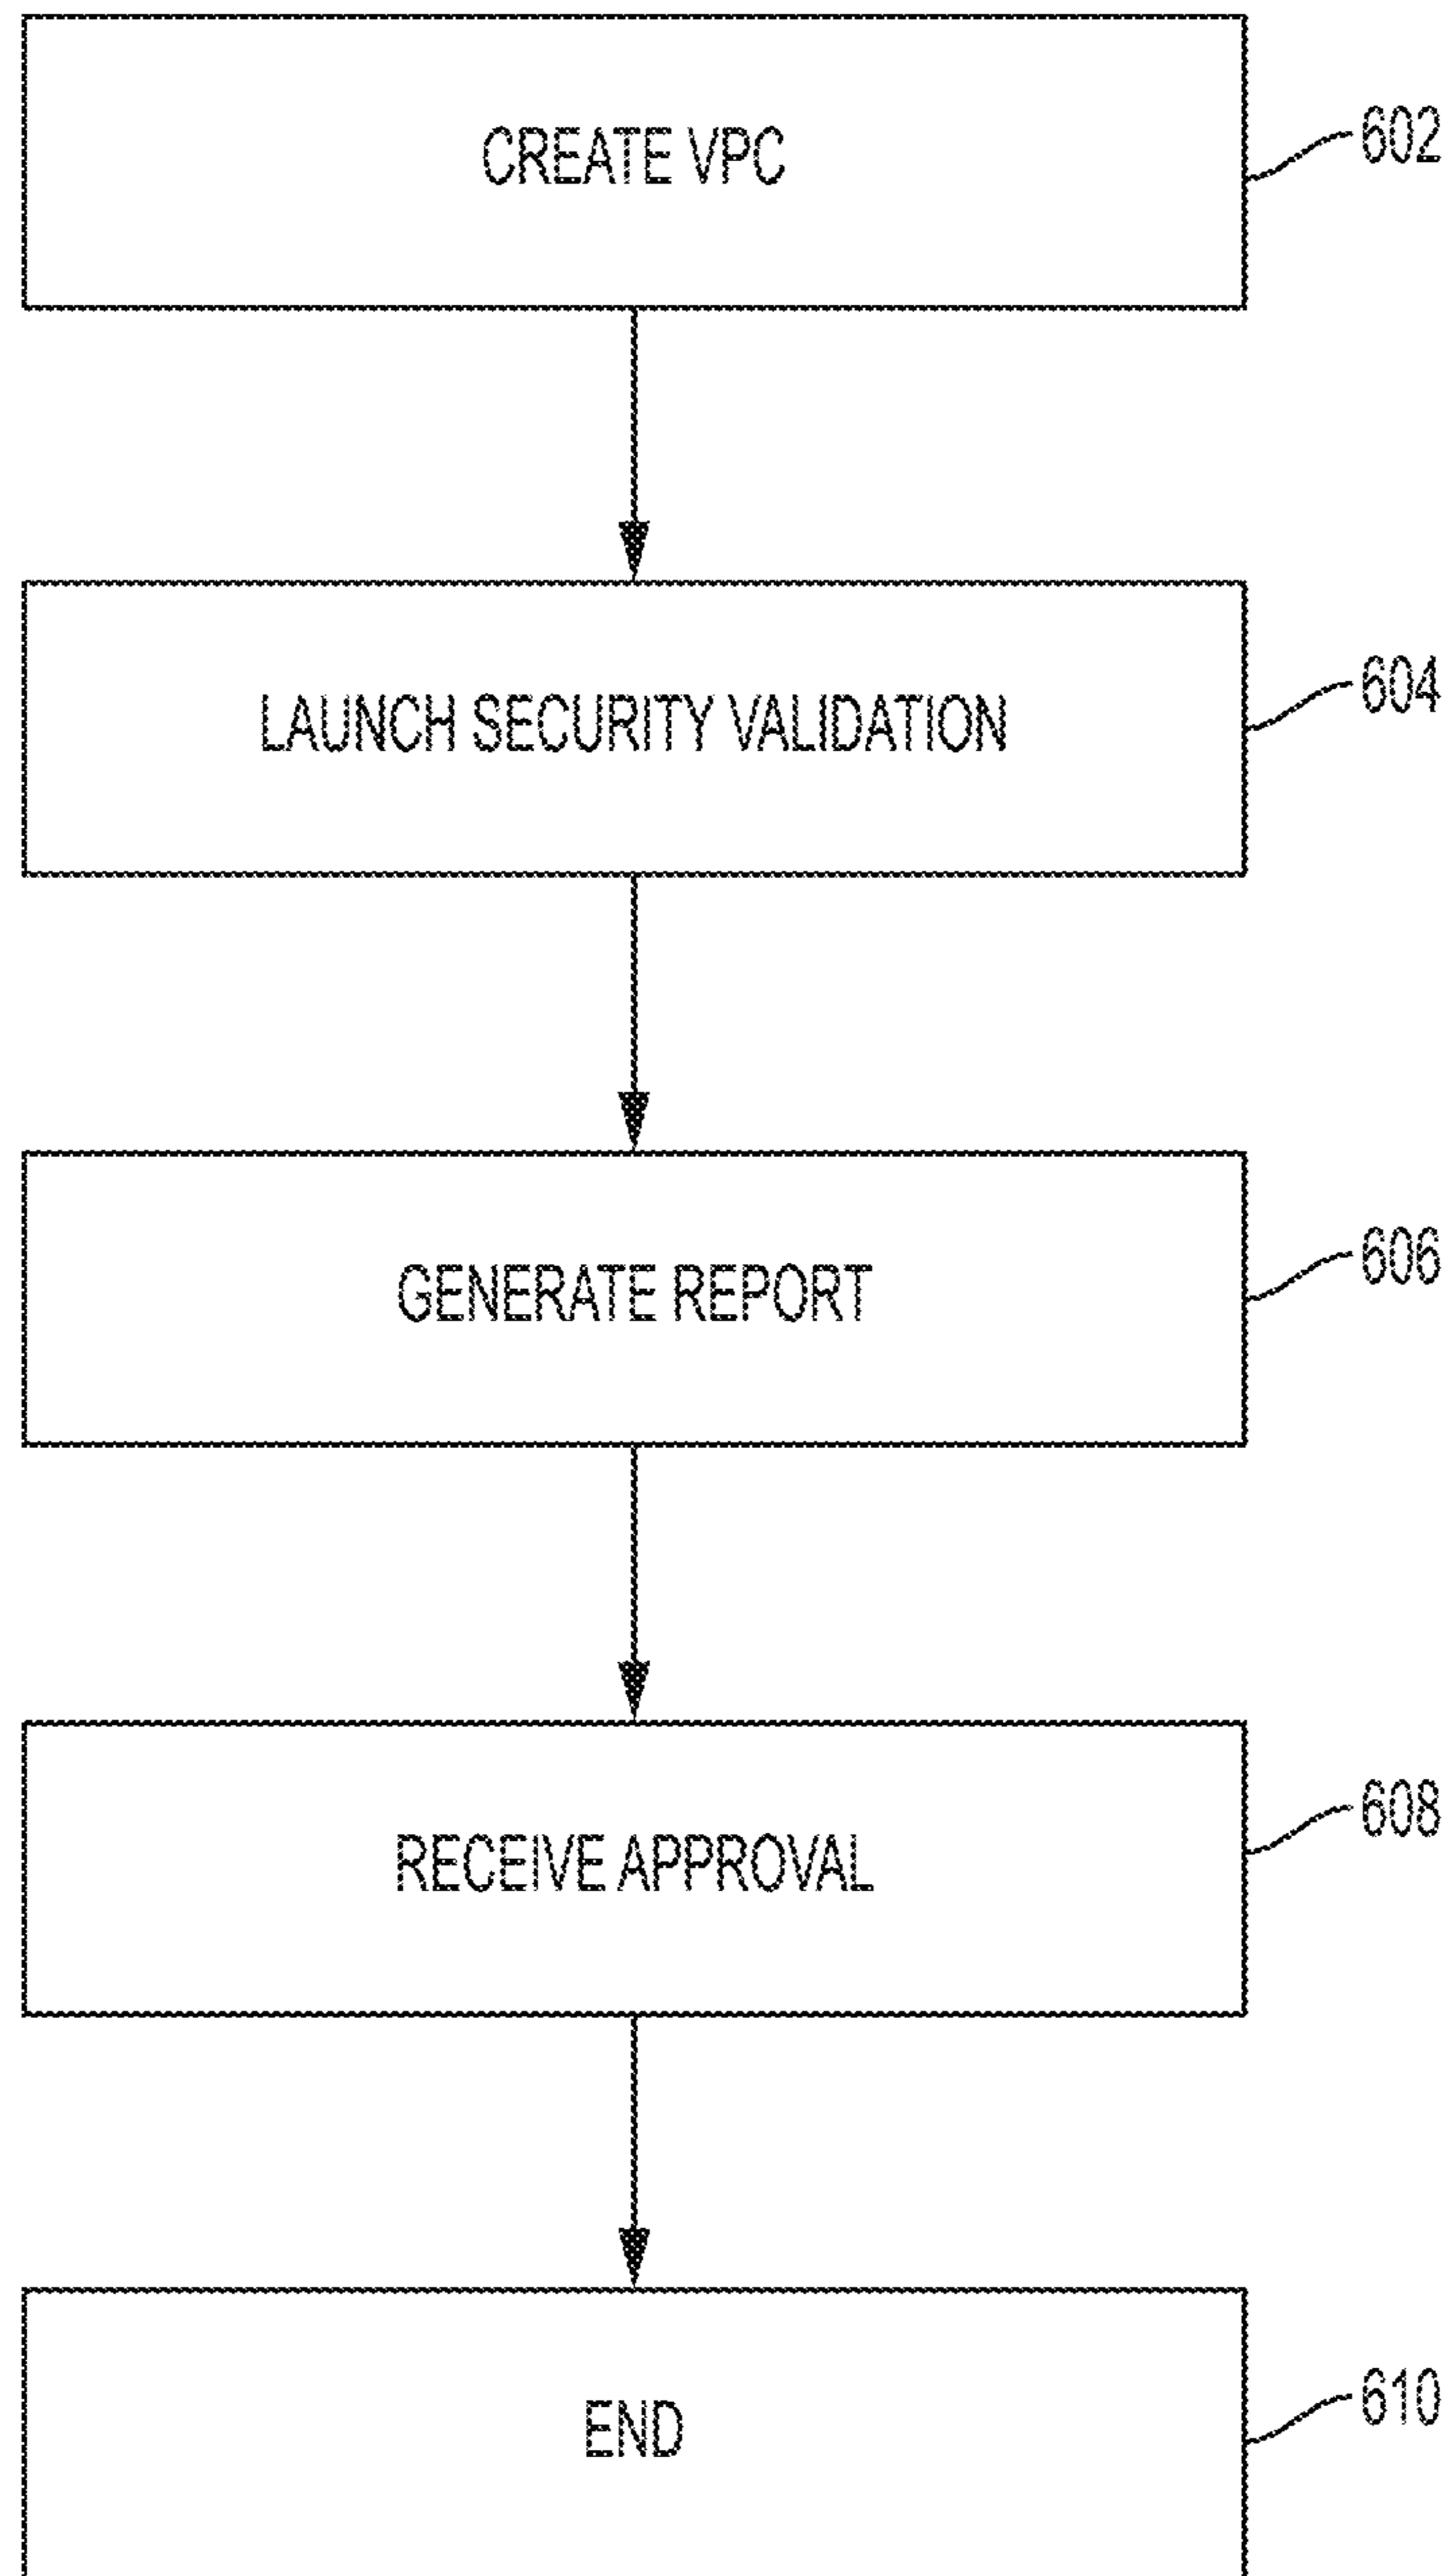 CREATE VPC
602
LAUNCH SECURITY VALIDATION
604
GENERATE REPORT
606
RECEIVE APPROVAL
608
END
610